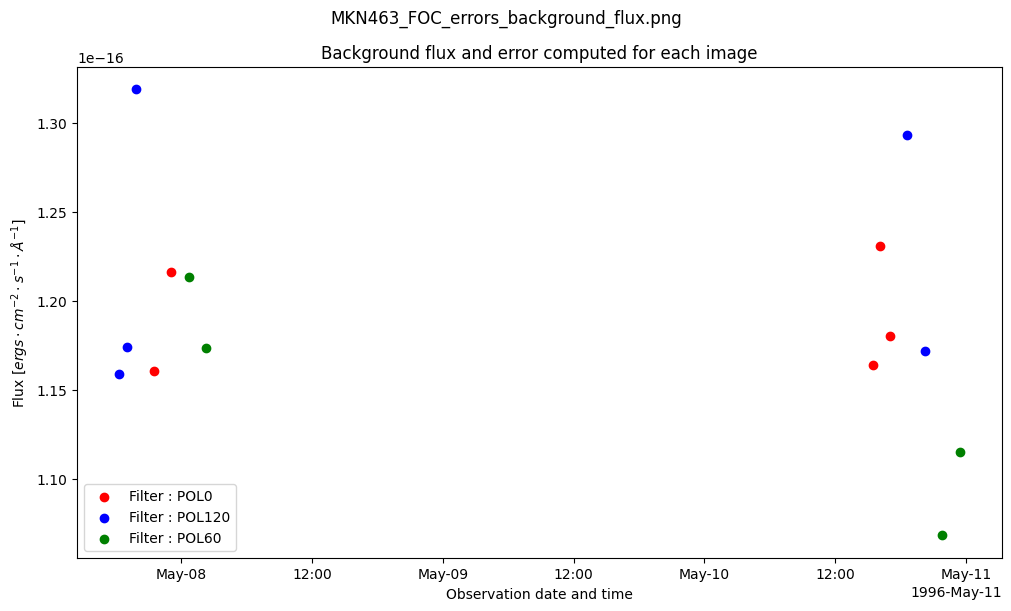 MKN463_FOC_errors_background_flux.png
Background flux and error computed for each image
1e−16
1.30
1.25
1.20
1.15
1.10
Flux [ergs · cm⁻² · s⁻¹ · Å⁻¹]
Filter : POL0
Filter : POL120
Filter : POL60
May-08 12:00 May-09 12:00 May-10 12:00 May-11
1996-May-11
Observation date and time